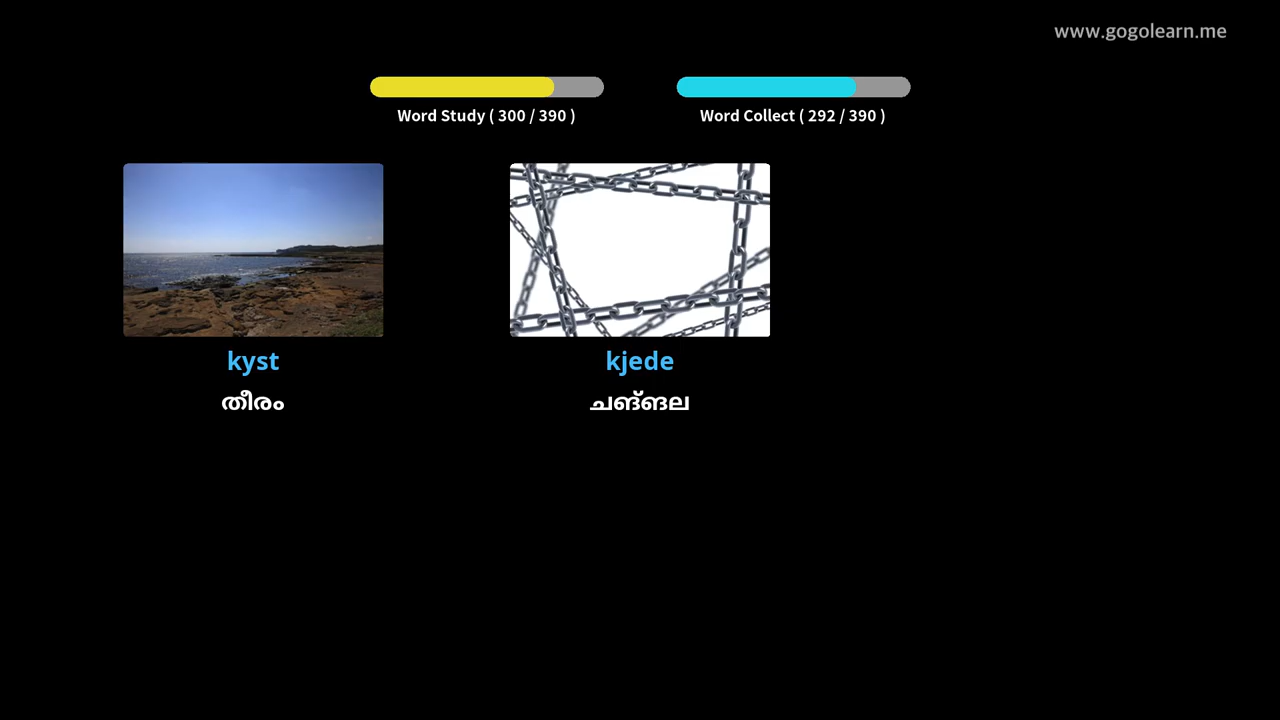 www.gogolearn.me
Word Study ( 300 / 390 )
Word Collect ( 292 / 390 )
kyst
kjede
തീരം
ചങ്ങല